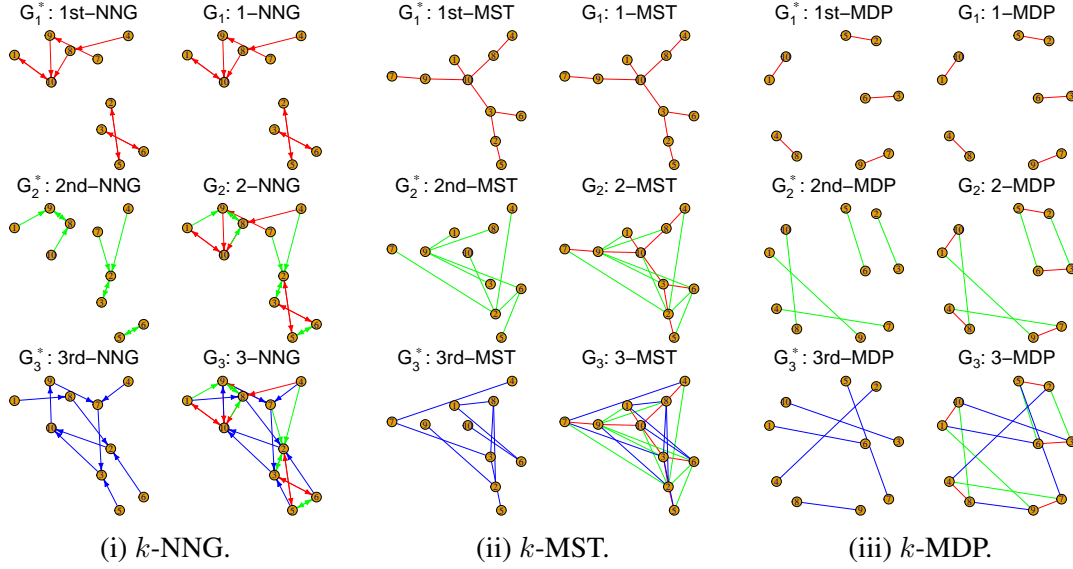 G₁*: 1st–NNG G₁: 1–NNG G₁*: 1st–MST G₁: 1–MST G₁*: 1st–MDP G₁: 1–MDP
G₂*: 2nd–NNG G₂: 2–NNG G₂*: 2nd–MST G₂: 2–MST G₂*: 2nd–MDP G₂: 2–MDP
G₃*: 3rd–NNG G₃: 3–NNG G₃*: 3rd–MST G₃: 3–MST G₃*: 3rd–MDP G₃: 3–MDP
(i) k-NNG. (ii) k-MST. (iii) k-MDP.